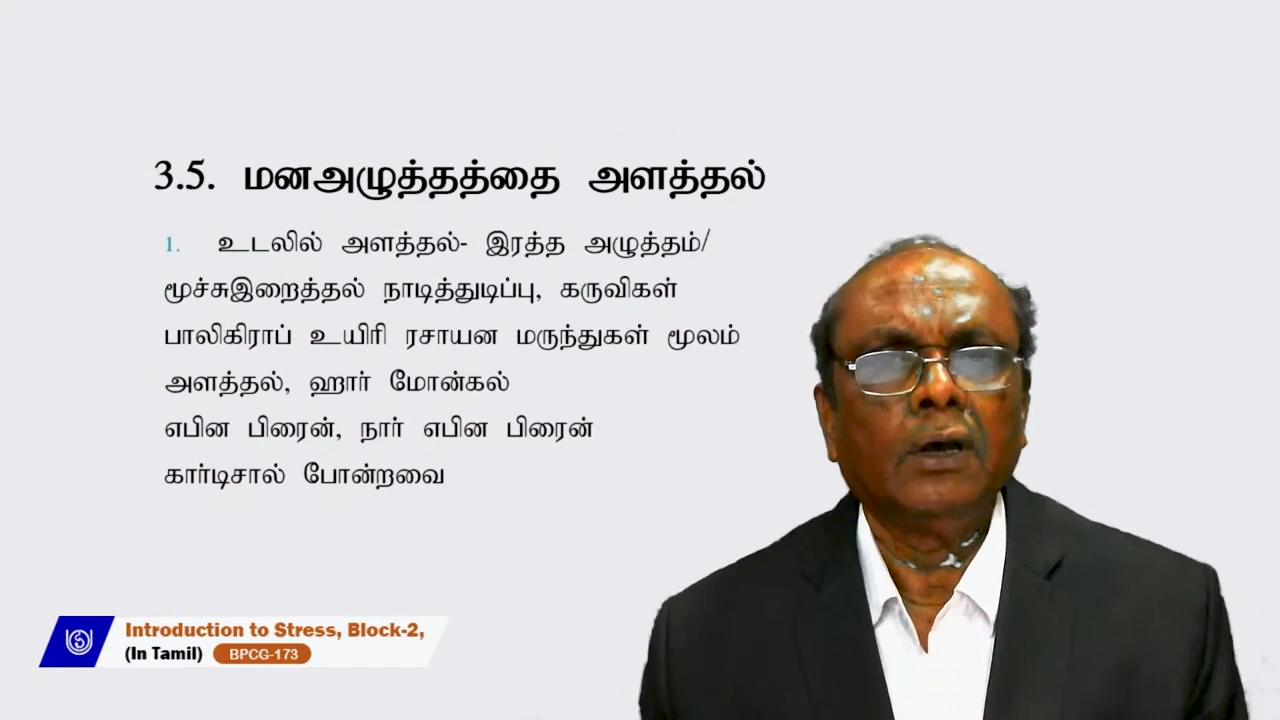 3.5. மனஅழுத்தத்தை அளத்தல்
1. உடலில் அளத்தல்- இரத்த அழுத்தம்/
மூச்சுஇறைத்தல் நாடித்துடிப்பு, கருவிகள்
பாலிகிராப் உயிரி ரசாயன மருந்துகள் மூலம்
அளத்தல், ஹார் மோன்கல்
எபின பிரைன், நார் எபின பிரைன்
கார்டிசால் போன்றவை
Introduction to Stress, Block-2,
(In Tamil) BPCG-173